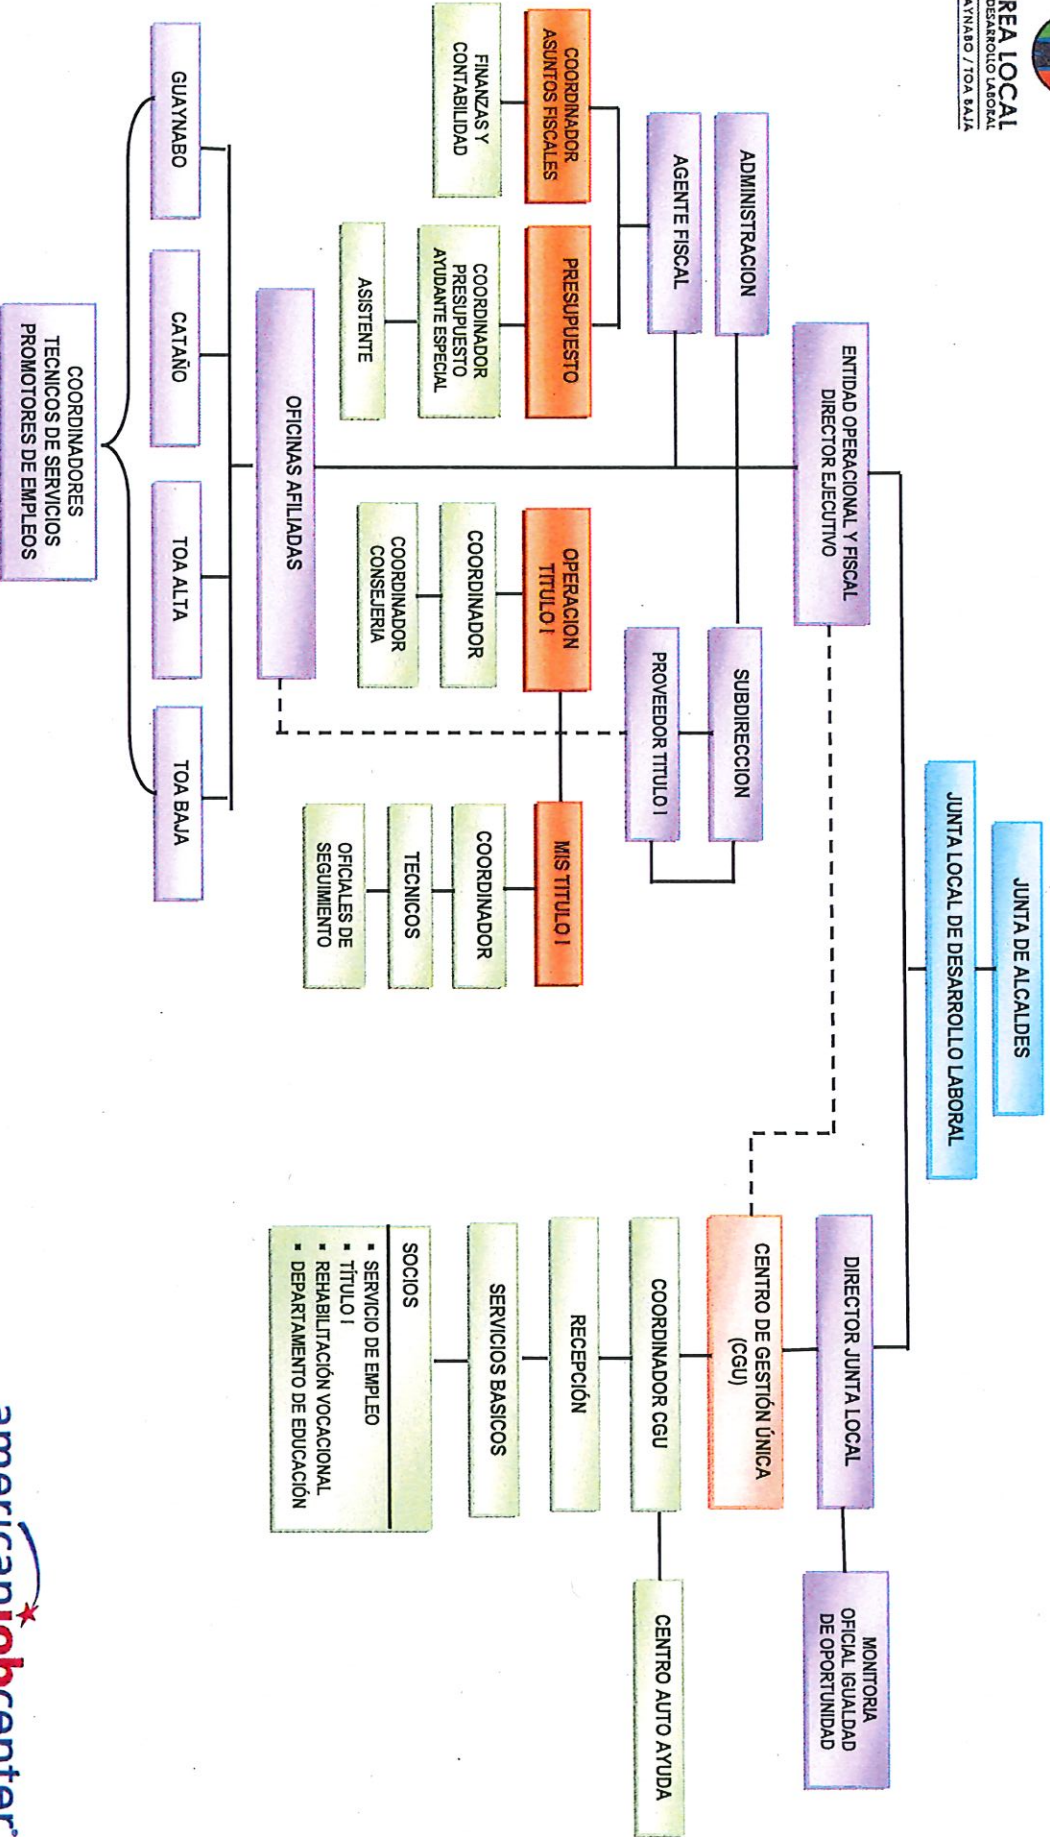 REA LOCAL
DESARROLLO LABORAL
AYNABO / TOA BAJA
JUNTA DE ALCALDES
JUNTA LOCAL DE DESARROLLO LABORAL
ENTIDAD OPERACIONAL Y FISCAL
DIRECTOR EJECUTIVO
DIRECTOR JUNTA LOCAL
MONITORIA
OFICIAL IGUALDAD
DE OPORTUNIDAD
ADMINISTRACION
SUBDIRECCION
CENTRO DE GESTIÓN ÚNICA
(CGU)
AGENTE FISCAL
PROVEEDOR TITULO I
COORDINADOR CGU
CENTRO AUTO AYUDA
COORDINADOR
ASUNTOS FISCALES
PRESUPUESTO
OPERACION
TITULO I
MIS TITULO I
RECEPCIÓN
FINANZAS Y
CONTABILIDAD
COORDINADOR
PRESUPUESTO
AYUDANTE ESPECIAL
COORDINADOR
COORDINADOR
SERVICIOS BASICOS
ASISTENTE
COORDINADOR
CONSEJERIA
TECNICOS
OFICIALES DE
SEGUIMIENTO
SOCIOS
▪ SERVICIO DE EMPLEO
▪ TÍTULO I
▪ REHABILITACIÓN VOCACIONAL
▪ DEPARTAMENTO DE EDUCACIÓN
OFICINAS AFILIADAS
GUAYNABO
CATAÑO
TOA ALTA
TOA BAJA
COORDINADORES
TECNICOS DE SERVICIOS
PROMOTORES DE EMPLEOS
americanjobcenter